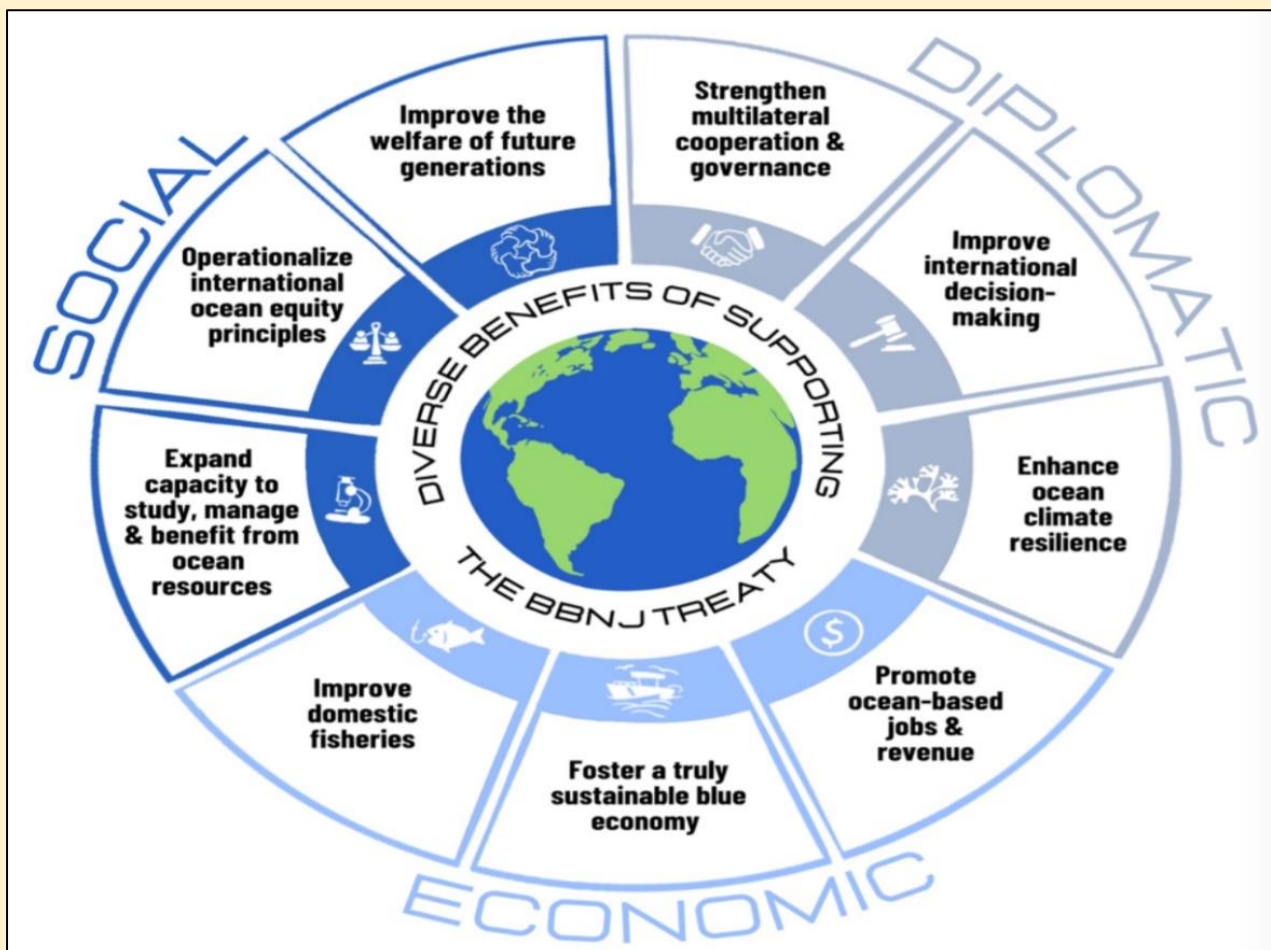 SOCIAL
Improve the
welfare of future
generations
Operationalize
international
ocean equity
principles
Expand
capacity to
study, manage
& benefit from
ocean
resources
DIPLOMATIC
Strengthen
multilateral
cooperation &
governance
Improve
international
decision-
making
Enhance
ocean
climate
resilience
DIVERSE BENEFITS OF SUPPORTING
THE BBNJ TREATY
$
Improve
domestic
fisheries
Foster a truly
sustainable blue
economy
Promote
ocean-based
jobs &
revenue
ECONOMIC